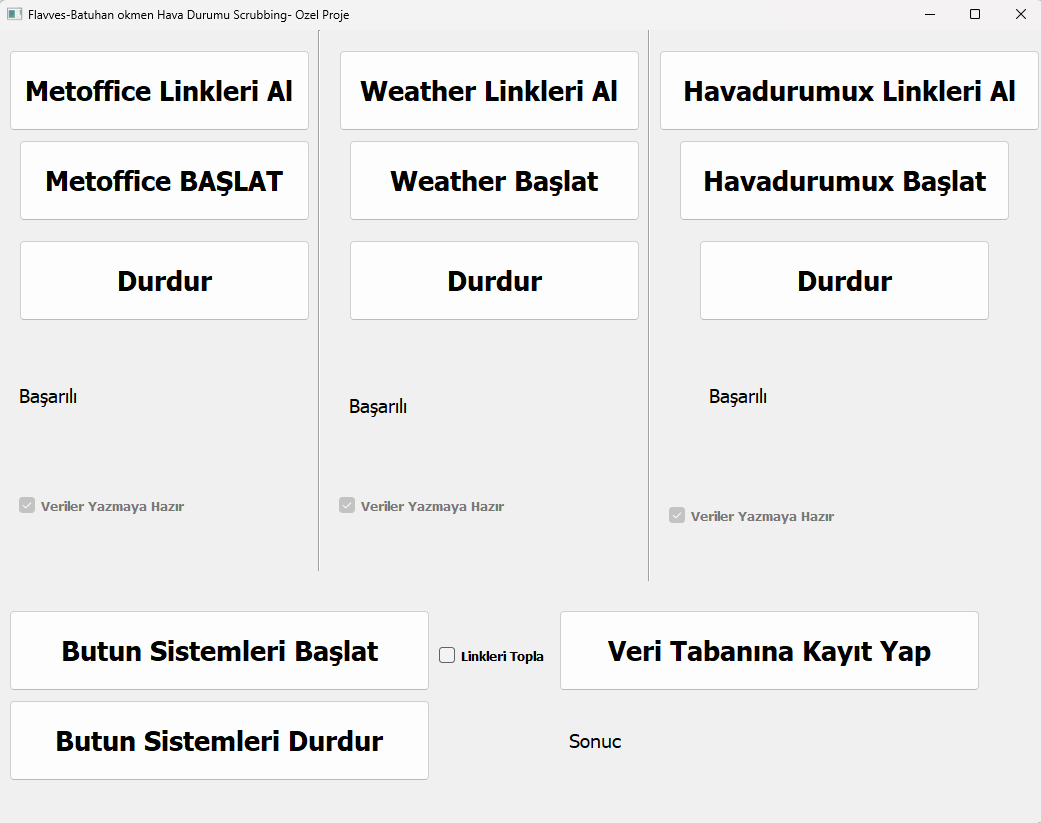 Flavves-Batuhan okmen Hava Durumu Scrubbing- Ozel Proje
Metoffice Linkleri Al
Weather Linkleri Al
Havadurumux Linkleri Al
Metoffice BAŞLAT
Weather Başlat
Havadurumux Başlat
Durdur
Durdur
Durdur
Başarılı
Başarılı
Başarılı
Veriler Yazmaya Hazır
Veriler Yazmaya Hazır
Veriler Yazmaya Hazır
Butun Sistemleri Başlat
Linkleri Topla
Veri Tabanına Kayıt Yap
Butun Sistemleri Durdur
Sonuc